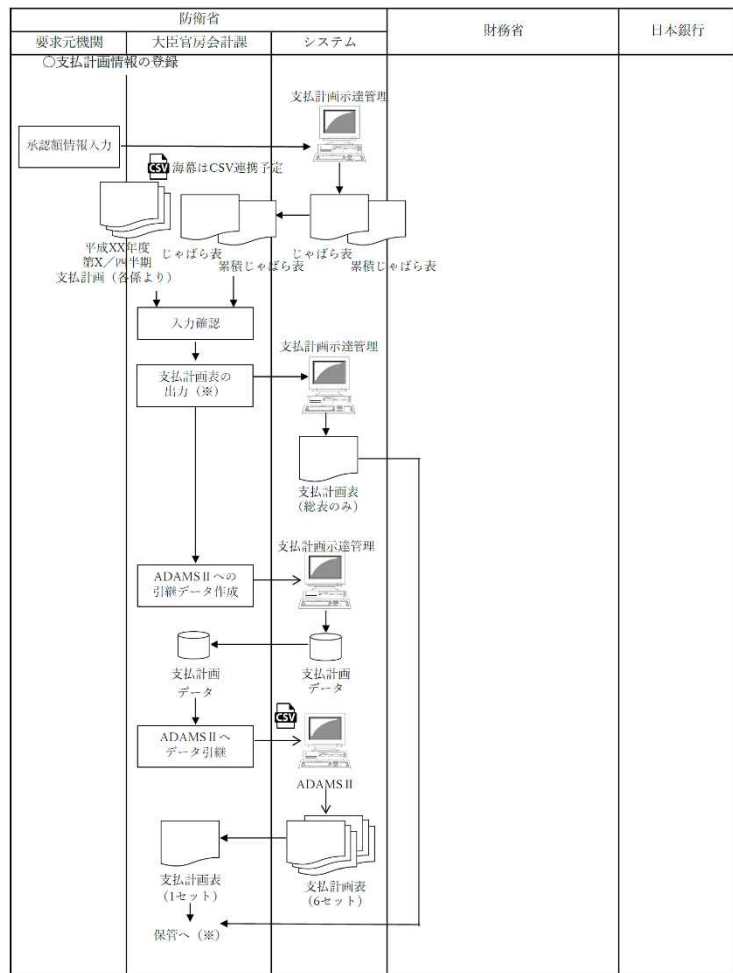 防衛省
財務省
日本銀行
要求元機関
大臣官房会計課
システム
○支払計画情報の登録
支払計画示達管理
承認額情報入力
CSV
海幕はCSV連携予定
平成XX年度
第X/四半期
支払計画(各係より)
じゃばら表
累積じゃばら表
じゃばら表
累積じゃばら表
入力確認
支払計画示達管理
支払計画表の
出力(※)
支払計画表
(総表のみ)
支払計画示達管理
ADAMSⅡへの
引継データ作成
支払計画
データ
支払計画
データ
CSV
ADAMSⅡへ
データ引継
ADAMSⅡ
支払計画表
(1セット)
支払計画表
(6セット)
保管へ(※)